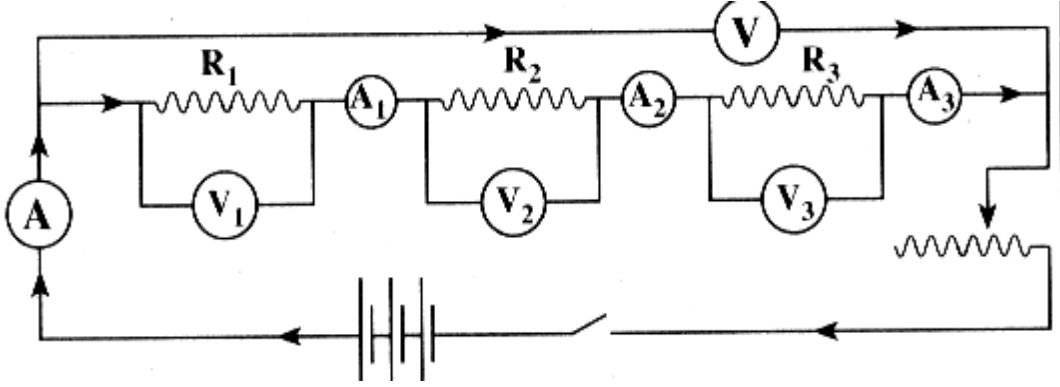 V
R₁
R₂
R₃
A₁
A₂
A₃
A
V₁
V₂
V₃